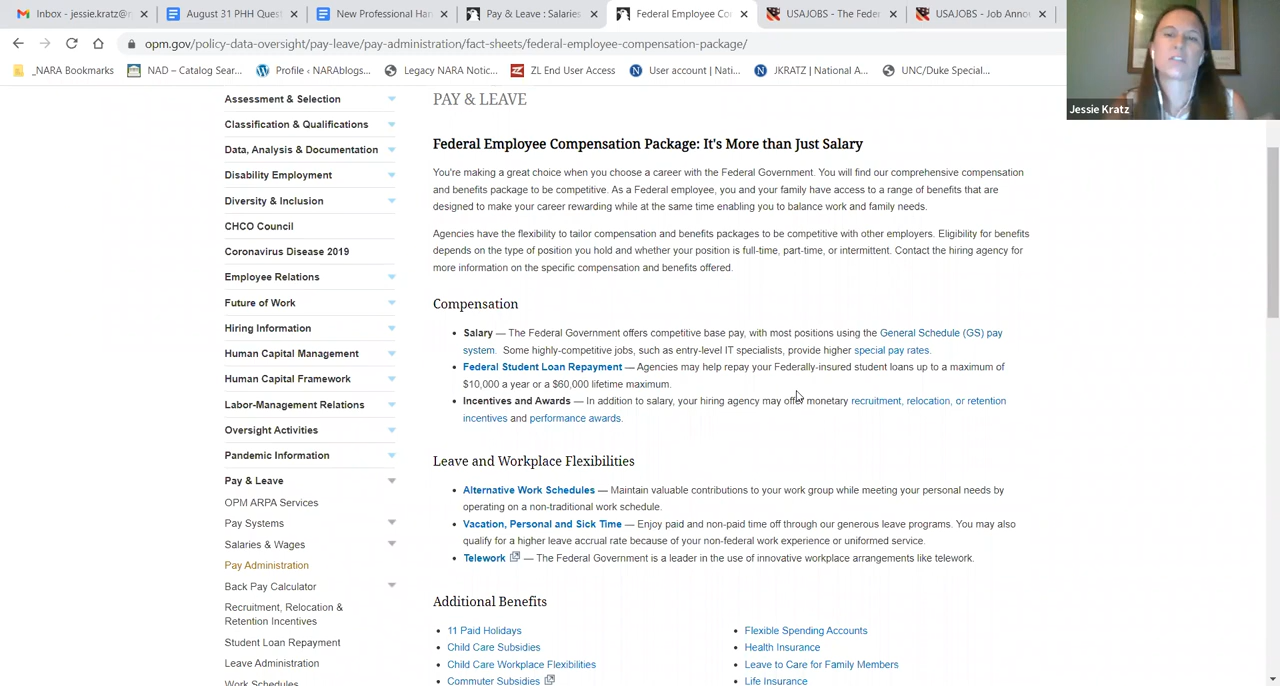 Inbox - jessie.kratz@n
August 31 PHH Quest
New Professional Han
Pay & Leave : Salaries
Federal Employee Co
USAJOBS - The Feder
USAJOBS - Job Anno
opm.gov/policy-data-oversight/pay-leave/pay-administration/fact-sheets/federal-employee-compensation-package/
_NARA Bookmarks
NAD – Catalog Sear...
Profile ‹ NARAblogs...
Legacy NARA Notic...
ZL End User Access
User account | Nati...
JKRATZ | National A...
UNC/Duke Special...
Jessie Kratz
Assessment & Selection
Classification & Qualifications
Data, Analysis & Documentation
Disability Employment
Diversity & Inclusion
CHCO Council
Coronavirus Disease 2019
Employee Relations
Future of Work
Hiring Information
Human Capital Management
Human Capital Framework
Labor-Management Relations
Oversight Activities
Pandemic Information
Pay & Leave
OPM ARPA Services
Pay Systems
Salaries & Wages
Pay Administration
Back Pay Calculator
Recruitment, Relocation &
Retention Incentives
Student Loan Repayment
Leave Administration
Work Schedules
PAY & LEAVE
Federal Employee Compensation Package: It's More than Just Salary
You're making a great choice when you choose a career with the Federal Government. You will find our comprehensive compensation
and benefits package to be competitive. As a Federal employee, you and your family have access to a range of benefits that are
designed to make your career rewarding while at the same time enabling you to balance work and family needs.
Agencies have the flexibility to tailor compensation and benefits packages to be competitive with other employers. Eligibility for benefits
depends on the type of position you hold and whether your position is full-time, part-time, or intermittent. Contact the hiring agency for
more information on the specific compensation and benefits offered.
Compensation
• Salary — The Federal Government offers competitive base pay, with most positions using the General Schedule (GS) pay
system. Some highly-competitive jobs, such as entry-level IT specialists, provide higher special pay rates.
• Federal Student Loan Repayment — Agencies may help repay your Federally-insured student loans up to a maximum of
$10,000 a year or a $60,000 lifetime maximum.
• Incentives and Awards — In addition to salary, your hiring agency may offer monetary recruitment, relocation, or retention
incentives and performance awards.
Leave and Workplace Flexibilities
• Alternative Work Schedules — Maintain valuable contributions to your work group while meeting your personal needs by
operating on a non-traditional work schedule.
• Vacation, Personal and Sick Time — Enjoy paid and non-paid time off through our generous leave programs. You may also
qualify for a higher leave accrual rate because of your non-federal work experience or uniformed service.
• Telework — The Federal Government is a leader in the use of innovative workplace arrangements like telework.
Additional Benefits
• 11 Paid Holidays
• Child Care Subsidies
• Child Care Workplace Flexibilities
• Commuter Subsidies
• Flexible Spending Accounts
• Health Insurance
• Leave to Care for Family Members
• Life Insurance